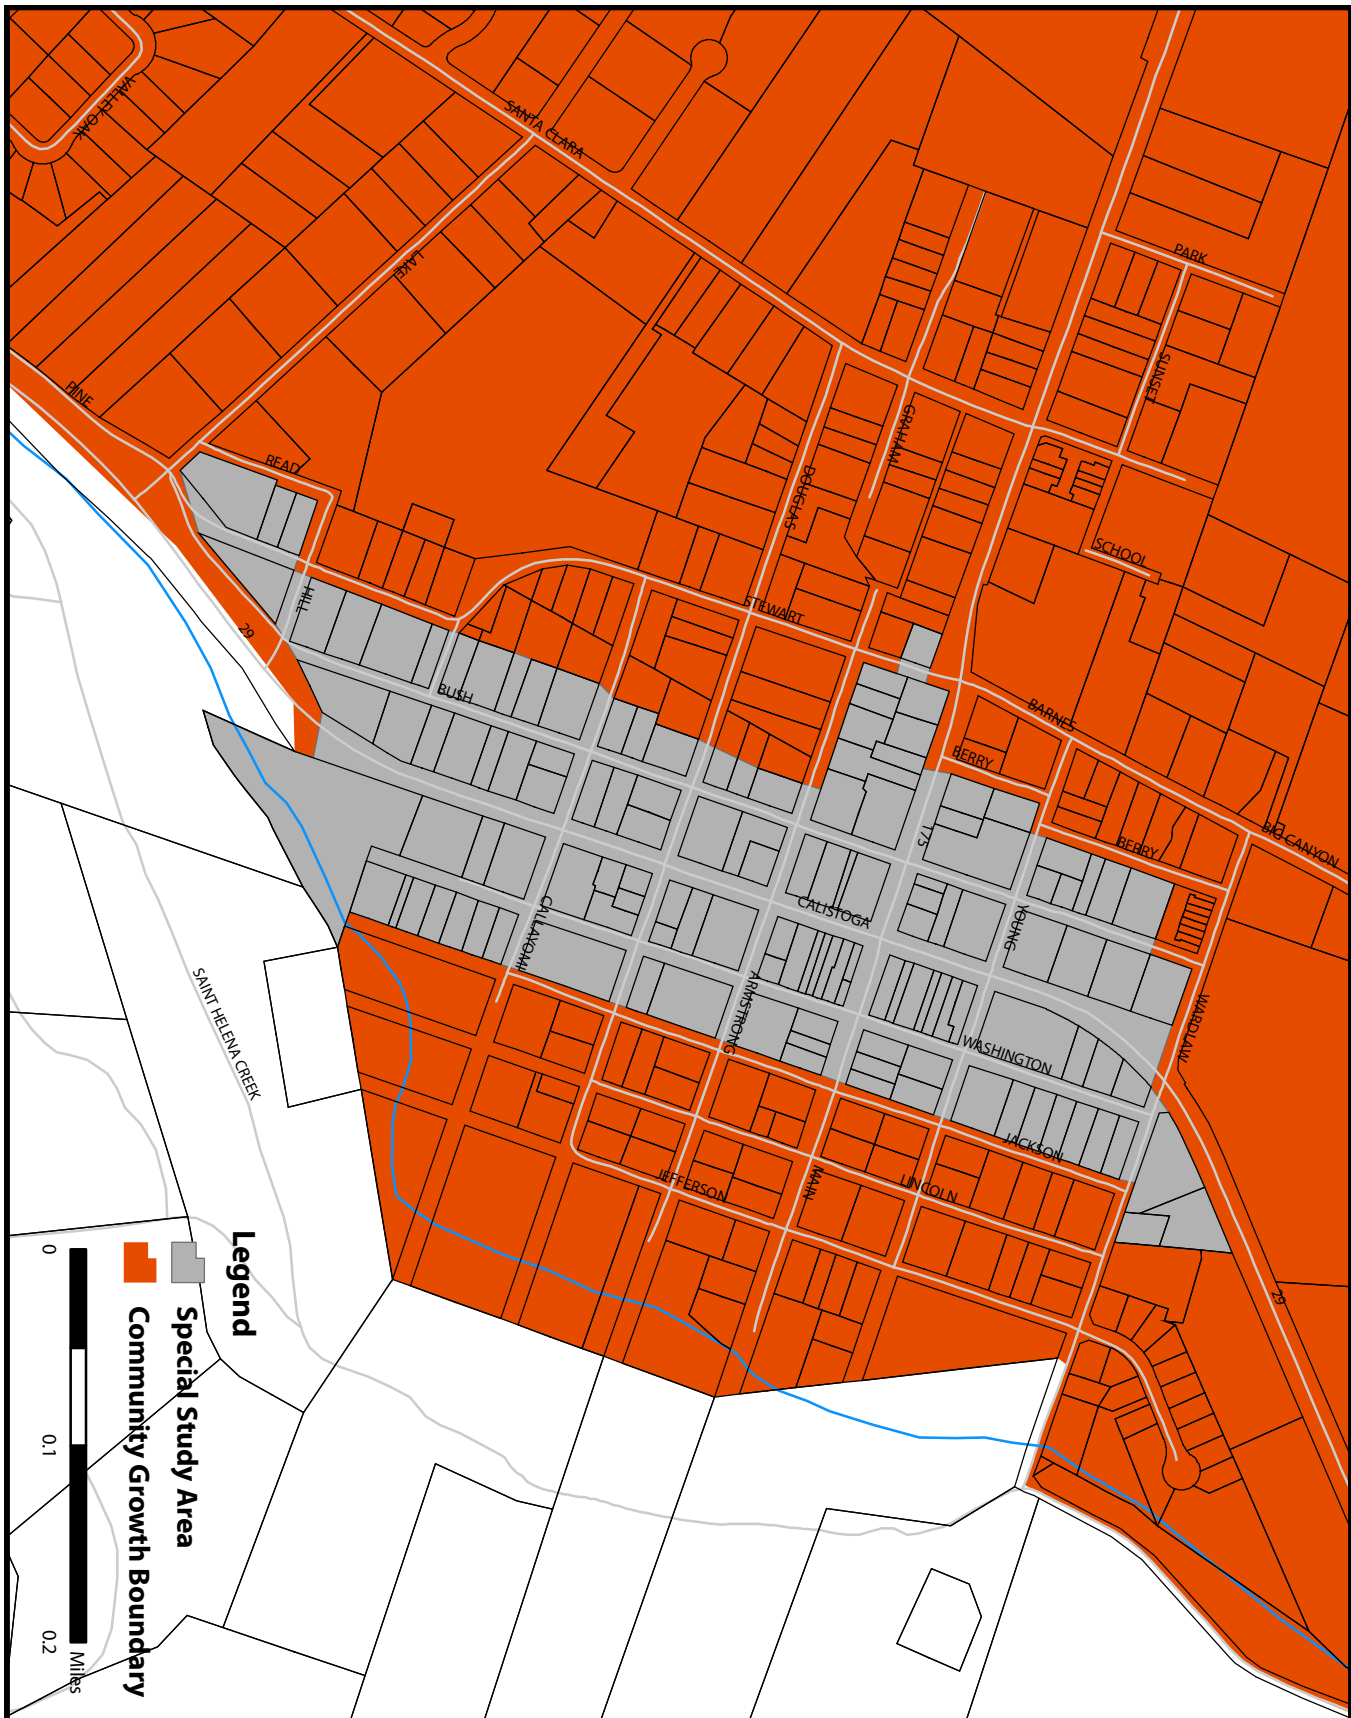 SANTA CLARA
VALLEY OAK
PARK
LAKE
SUNSET
PINE
GRAHAM
READ
DOUGLAS
SCHOOL
HILL
STEWART
29
BUSH
BARNES
BERRY
175
BIG CANYON
BERRY
CALISTOGA
YOUNG
CALLAYOMI
ARMSTRONG
WARDLAW
SAINT HELENA CREEK
WASHINGTON
JACKSON
JEFFERSON
MAIN
LINCOLN
29
Legend
Special Study Area
Community Growth Boundary
0 0.1 0.2
Miles